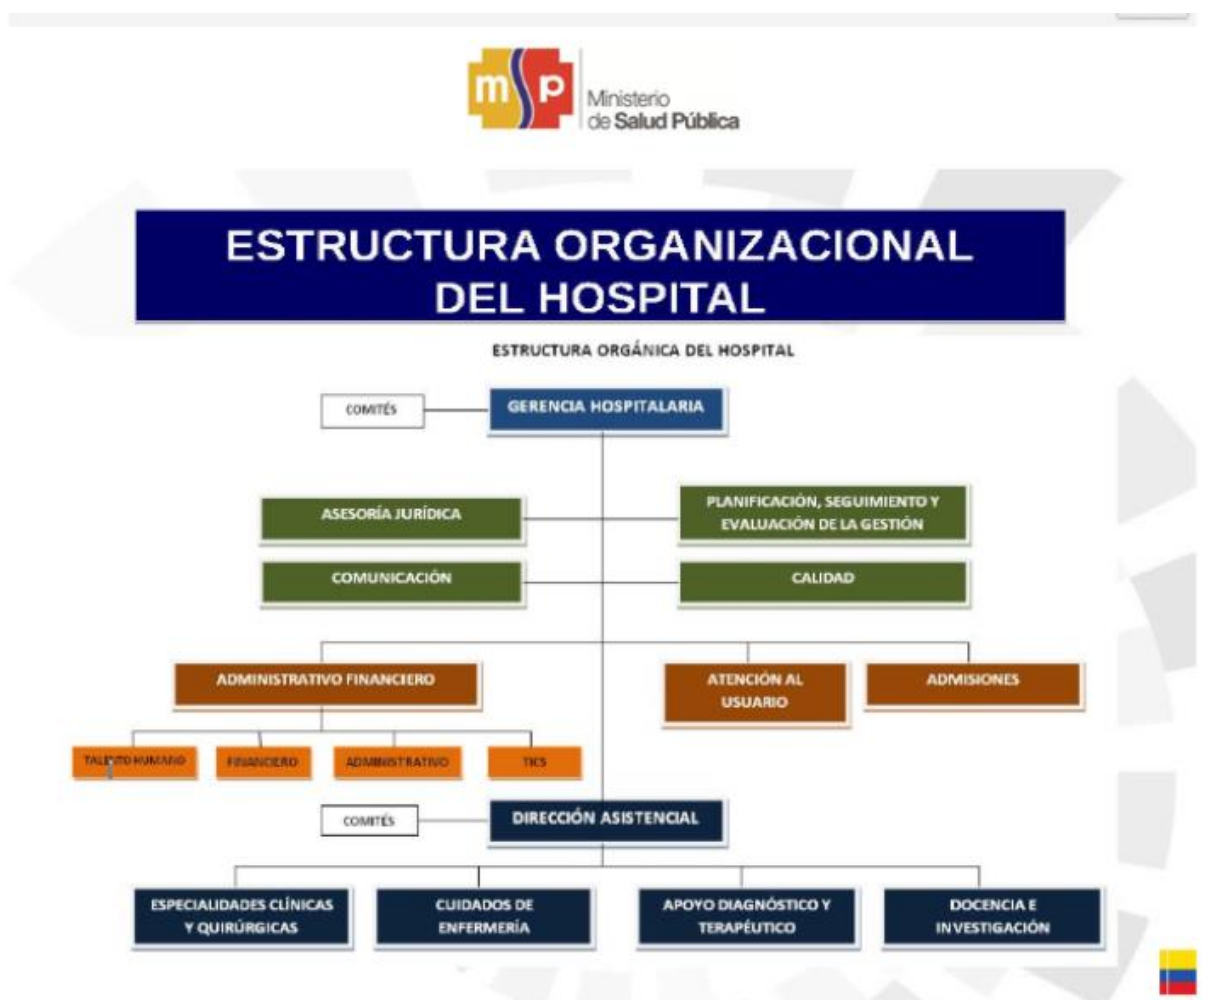 msp
Ministerio
de Salud Pública
ESTRUCTURA ORGANIZACIONAL
DEL HOSPITAL
ESTRUCTURA ORGÁNICA DEL HOSPITAL
COMITÉS
GERENCIA HOSPITALARIA
ASESORÍA JURÍDICA
PLANIFICACIÓN, SEGUIMIENTO Y
EVALUACIÓN DE LA GESTIÓN
COMUNICACIÓN
CALIDAD
ADMINISTRATIVO FINANCIERO
ATENCIÓN AL
USUARIO
ADMISIONES
TALENTO HUMANO
FINANCIERO
ADMINISTRATIVO
TICS
COMITÉS
DIRECCIÓN ASISTENCIAL
ESPECIALIDADES CLÍNICAS
Y QUIRÚRGICAS
CUIDADOS DE
ENFERMERÍA
APOYO DIAGNÓSTICO Y
TERAPÉUTICO
DOCENCIA E
INVESTIGACIÓN